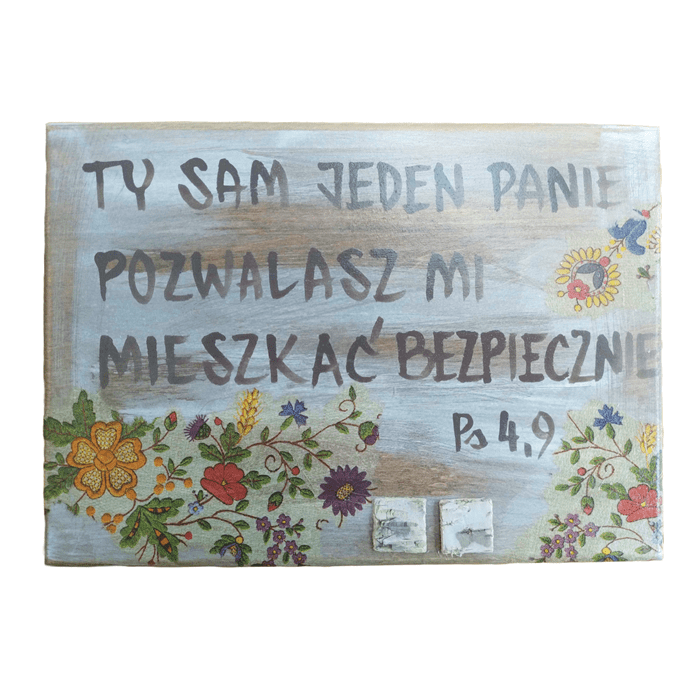 TY SAM JEDEN PANIE
POZWALASZ MI
MIESZKAĆ BEZPIECZNIE
Ps 4,9